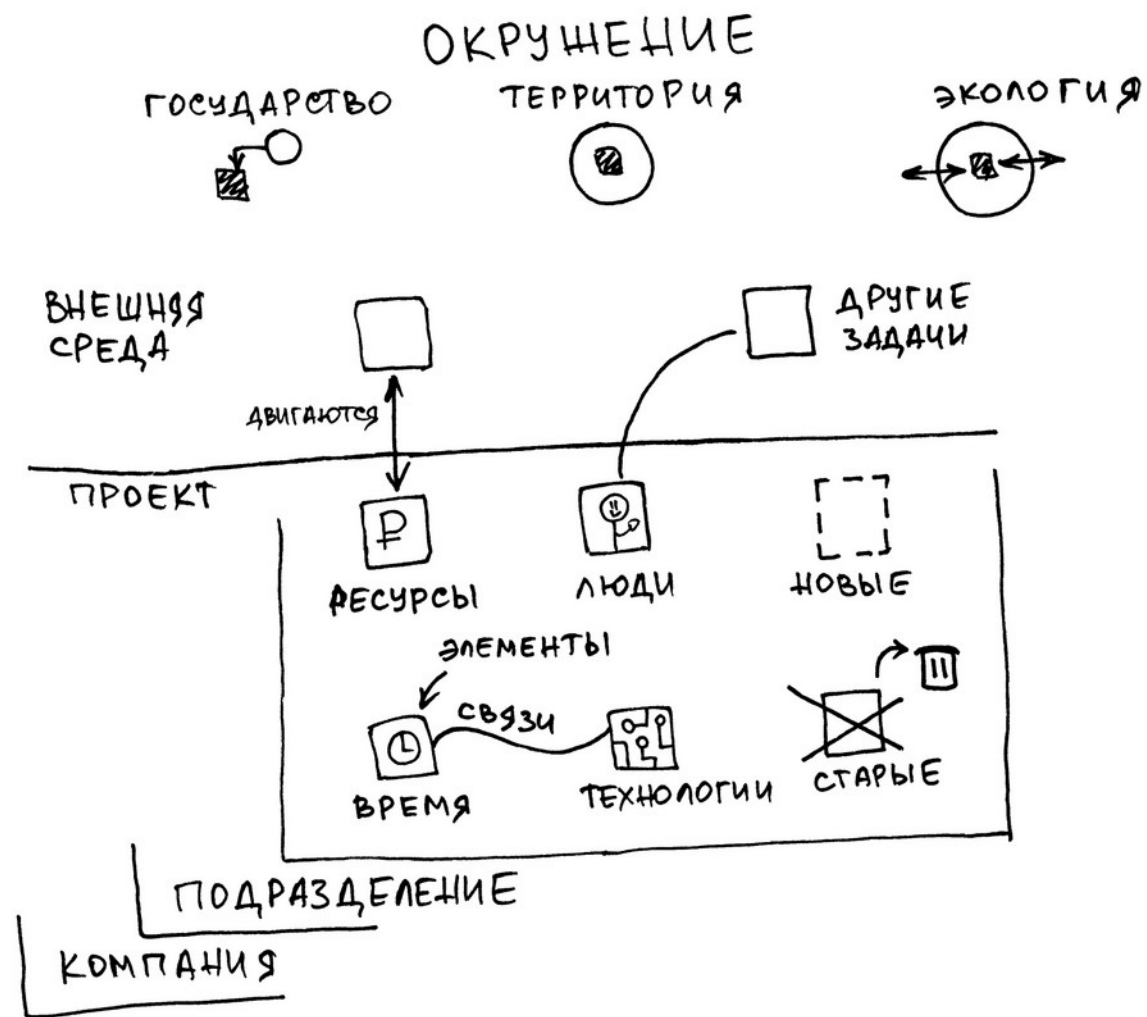 ОКРУЖЕНИЕ
ГОСУДАРСТВО
ТЕРРИТОРИЯ
ЭКОЛОГИЯ
ВНЕШНЯЯ
СРЕДА
ДРУГИЕ
ЗАДАЧИ
ДВИГАЮТСЯ
ПРОЕКТ
₽
РЕСУРСЫ
ЛЮДИ
НОВЫЕ
ЭЛЕМЕНТЫ
СВЯЗИ
ВРЕМЯ
ТЕХНОЛОГИИ
СТАРЫЕ
ПОДРАЗДЕЛЕНИЕ
КОМПАНИЯ